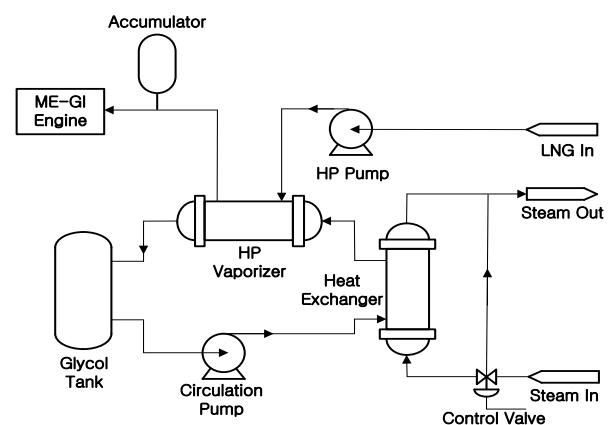 Accumulator
ME-GI
Engine
HP Pump
LNG In
Steam Out
HP
Vaporizer
Heat
Exchanger
Glycol
Tank
Circulation
Pump
Steam In
Control Valve